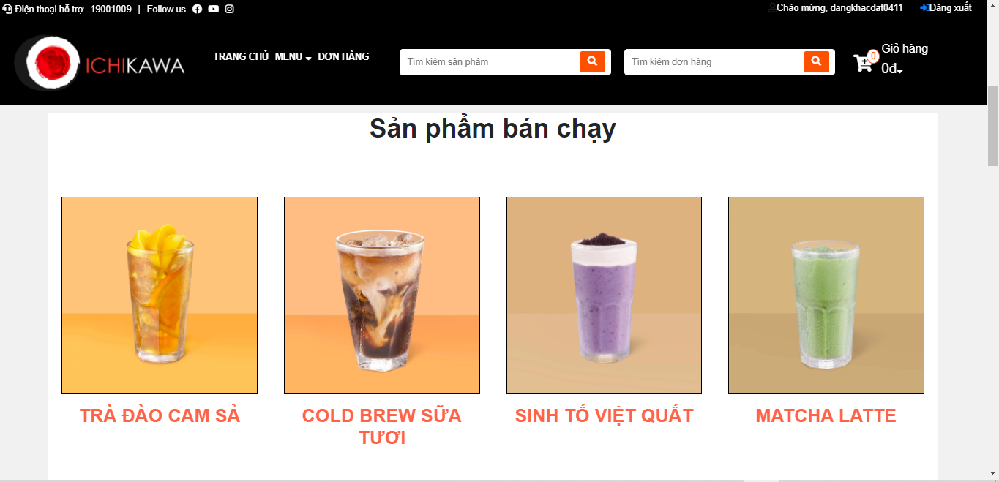 Điện thoại hỗ trợ 19001009 | Follow us
Chào mừng, dangkhacdat0411 Đăng xuất
ICHIKAWA
TRANG CHỦ MENU ĐƠN HÀNG
Tìm kiếm sản phẩm
Tìm kiếm đơn hàng
0
Giỏ hàng
0đ
Sản phẩm bán chạy
TRÀ ĐÀO CAM SẢ
COLD BREW SỮA
TƯƠI
SINH TỐ VIỆT QUẤT
MATCHA LATTE